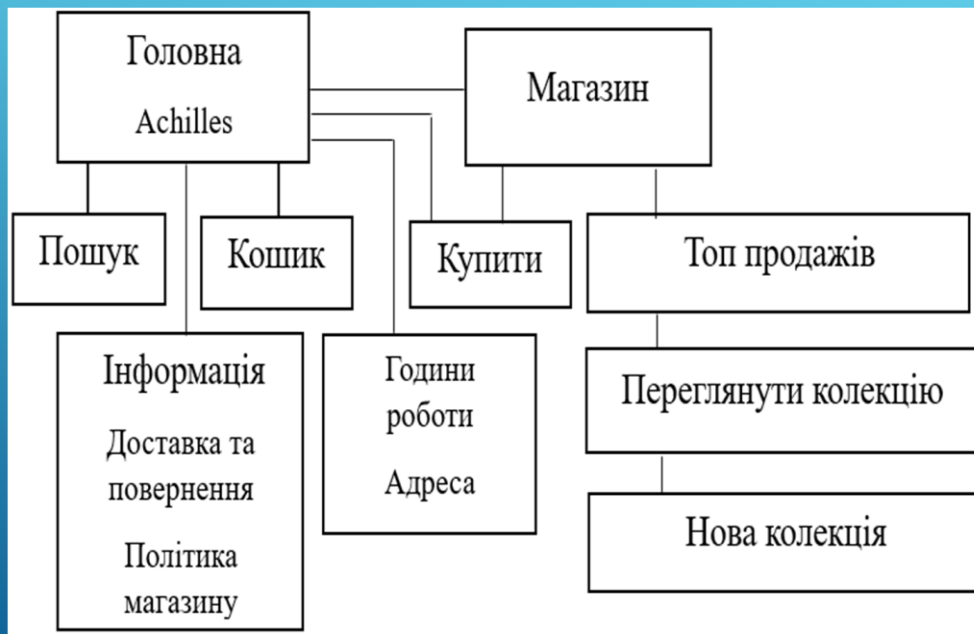 Головна
Achilles
Магазин
Пошук
Кошик
Купити
Топ продажів
Інформація
Доставка та
повернення
Політика
магазину
Години
роботи
Адреса
Переглянути колекцію
Нова колекція